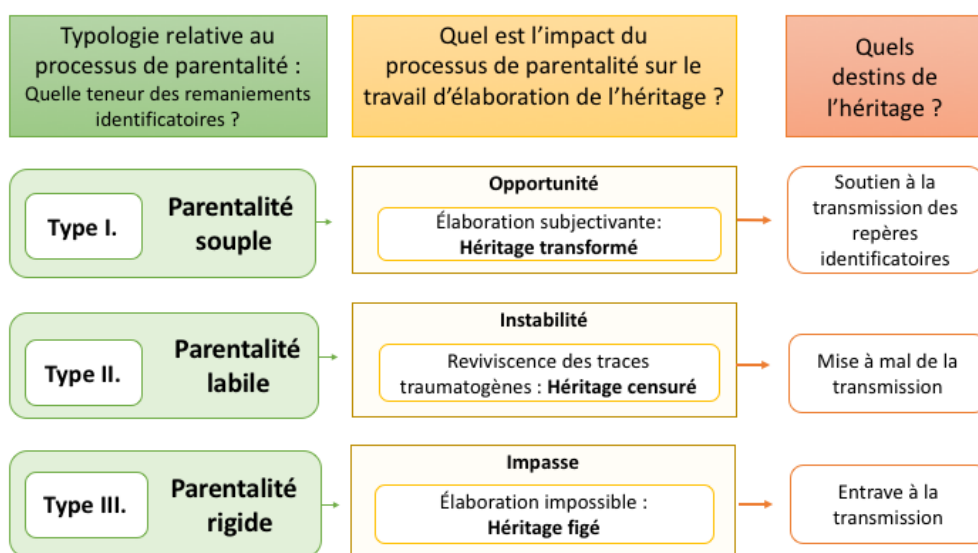 Typologie relative au
processus de parentalité :
Quelle teneur des remaniements
identificatoires ?
Quel est l’impact du
processus de parentalité sur le
travail d’élaboration de l’héritage ?
Quels
destins de
l’héritage ?
Type I.
Parentalité
souple
Opportunité
Élaboration subjectivante:
Héritage transformé
Soutien à la
transmission des
repères
identificatoires
Type II.
Parentalité
labile
Instabilité
Reviviscence des traces
traumatogènes : Héritage censuré
Mise à mal de la
transmission
Type III.
Parentalité
rigide
Impasse
Élaboration impossible :
Héritage figé
Entrave à la
transmission